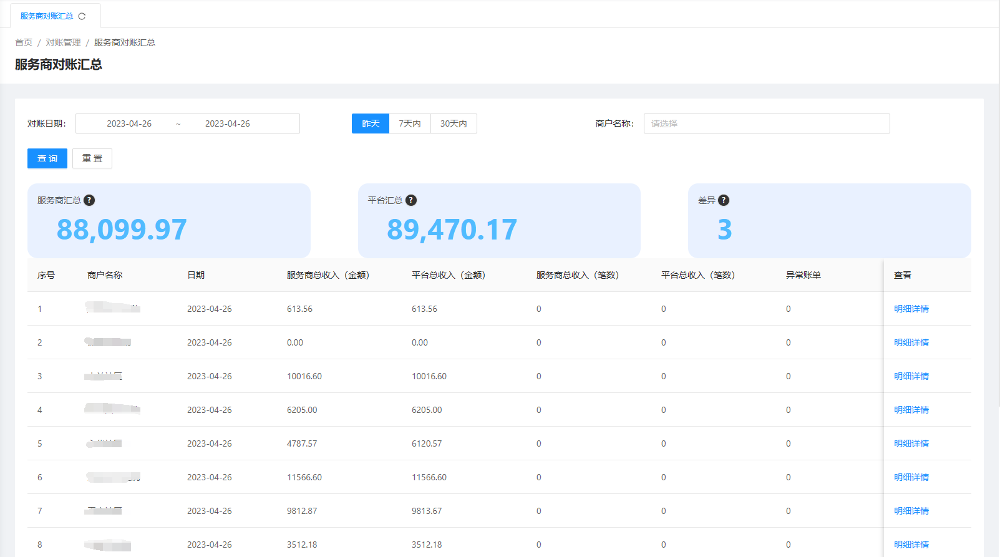 服务商对账汇总
首页 / 对账管理 / 服务商对账汇总
服务商对账汇总
对账日期： 2023-04-26 ~ 2023-04-26 昨天 7天内 30天内 商户名称： 请选择
查 询 重 置
服务商汇总 ? 平台汇总 ? 差异 ?
88,099.97 89,470.17 3
序号 商户名称 日期 服务商总收入（金额） 平台总收入（金额） 服务商总收入（笔数） 平台总收入（笔数） 异常账单 查看
1 2023-04-26 613.56 613.56 0 0 0 明细详情
2 2023-04-26 0.00 0.00 0 0 0 明细详情
3 2023-04-26 10016.60 10016.60 0 0 0 明细详情
4 2023-04-26 6205.00 6205.00 0 0 0 明细详情
5 2023-04-26 4787.57 6120.57 0 0 0 明细详情
6 2023-04-26 11566.60 11566.60 0 0 0 明细详情
7 2023-04-26 9812.87 9813.67 0 0 0 明细详情
8 2023-04-26 3512.18 3512.18 0 0 0 明细详情